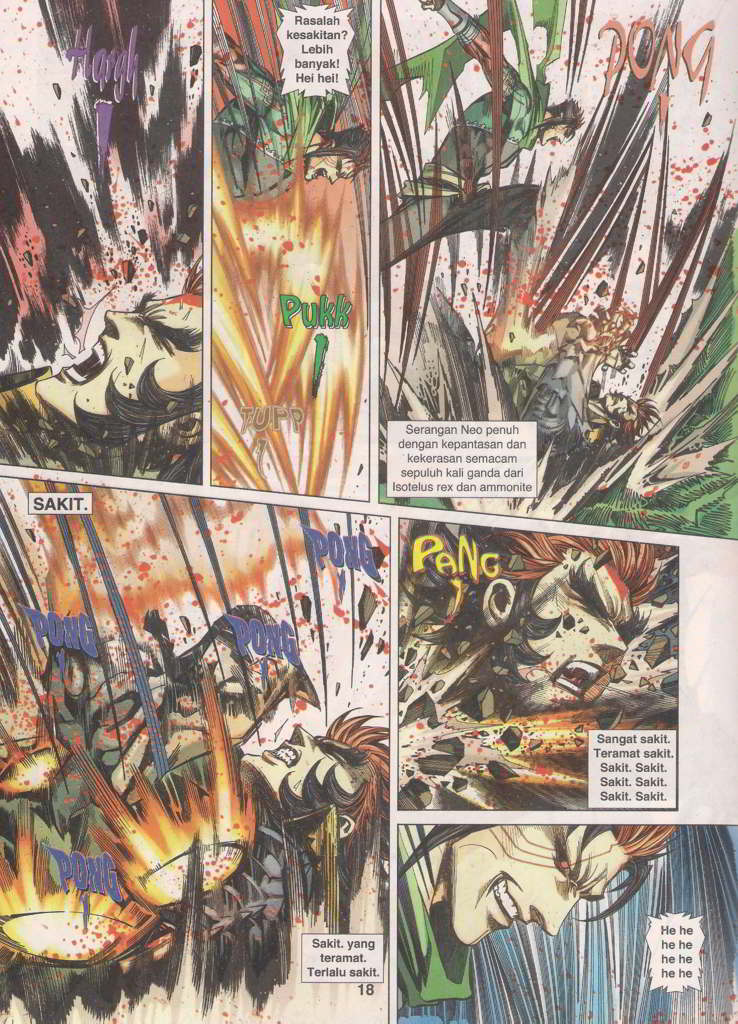 Hargh
!
Rasalah
kesakitan?
Lebih
banyak!
Hei hei!
Pukk
!
TUFP
!
PONG
!
Serangan Neo penuh
dengan kepantasan dan
kekerasan semacam
sepuluh kali ganda dari
Isotelus rex dan ammonite
SAKIT.
PONG
!
PONG
!
PONG
!
PONG
!
Sakit. yang
teramat.
Terlalu sakit.
18
PANG
!
Sangat sakit.
Teramat sakit.
Sakit. Sakit.
Sakit. Sakit.
Sakit. Sakit.
He he
he he
he he
he he